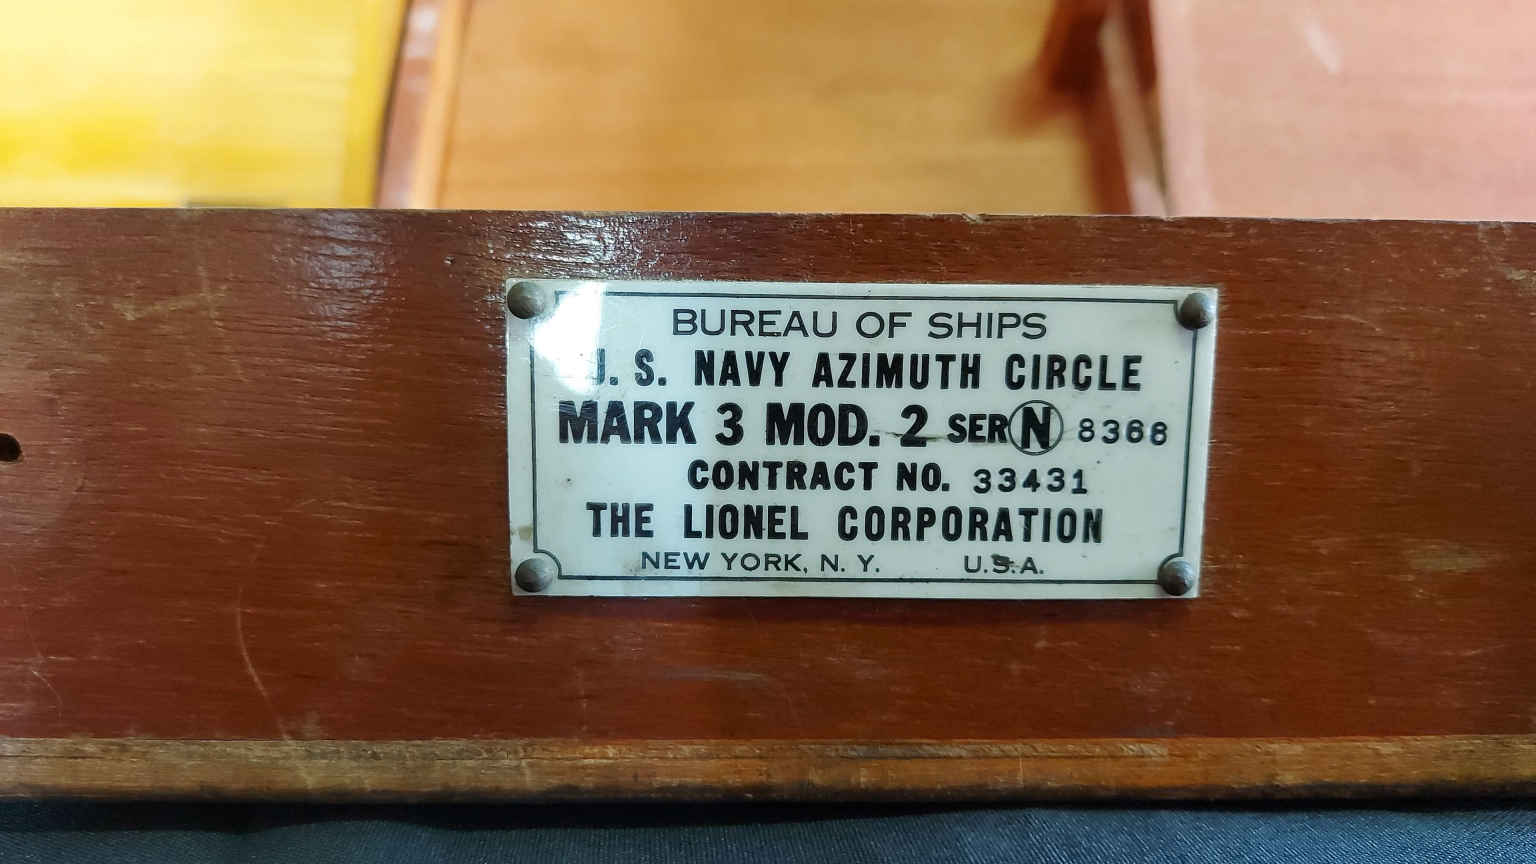 BUREAU OF SHIPS
U. S. NAVY AZIMUTH CIRCLE
MARK 3 MOD. 2 SER N 8368
CONTRACT NO. 33431
THE LIONEL CORPORATION
NEW YORK, N. Y. U.S.A.